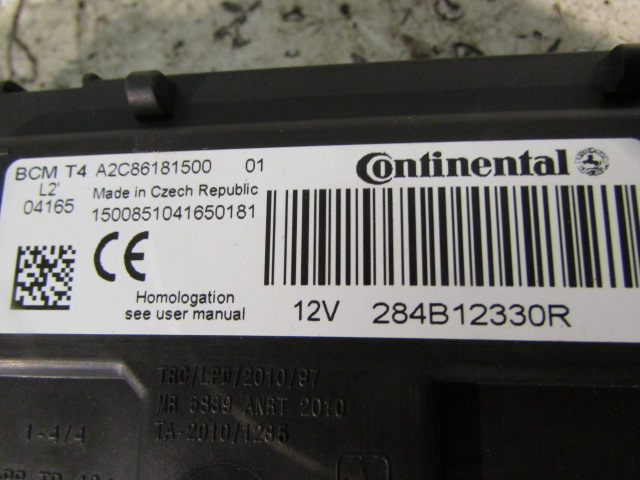 BCM T4 A2C86181500 01
L2'
04165
Made in Czech Republic
1500851041650181
Continental
CE
Homologation
see user manual
12V 284B12330R
TRC/LPD/2010/97
MR 5839 ANRT 2010
TA-2010/1265
1-4/4